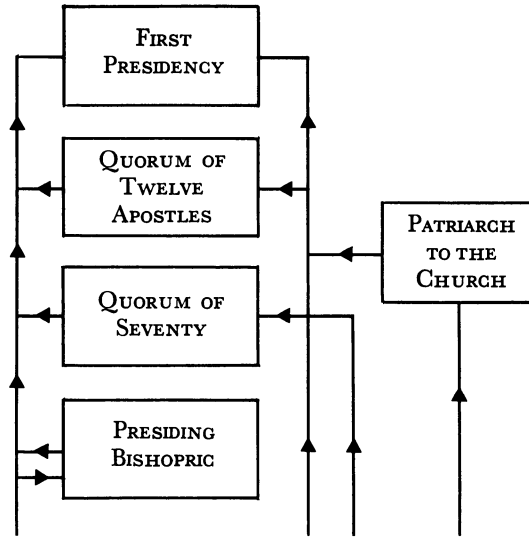 FIRST
PRESIDENCY
QUORUM OF
TWELVE
APOSTLES
PATRIARCH
TO THE
CHURCH
QUORUM OF
SEVENTY
PRESIDING
BISHOPRIC